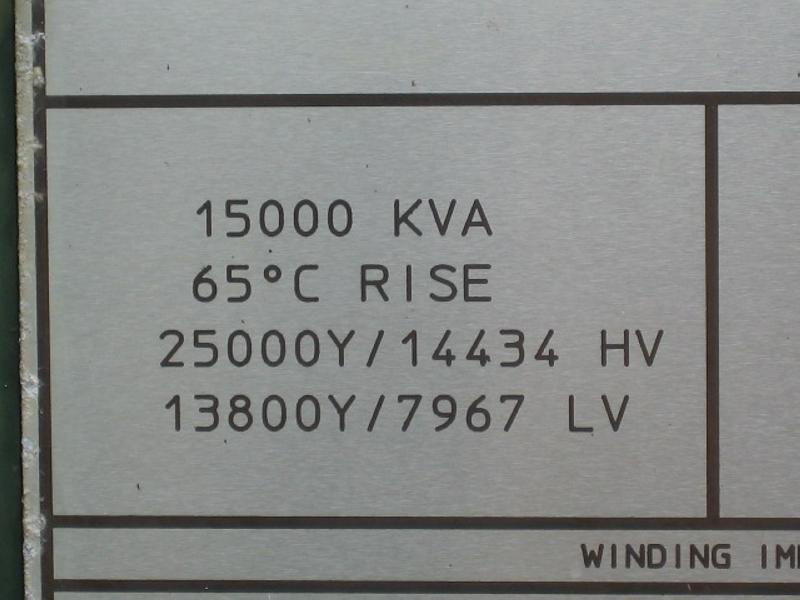 15000 KVA
65°C RISE
25000Y/14434 HV
13800Y/7967 LV
WINDING